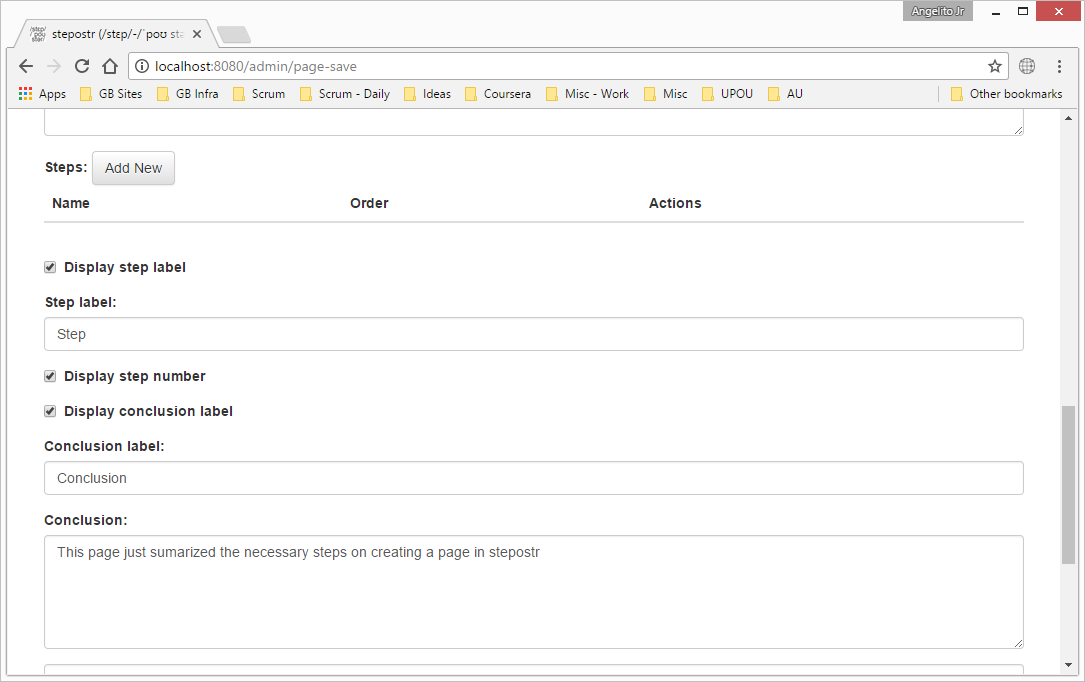 Angelito Jr
stepostr (/stɛp/-/ˈpoʊ sta
localhost:8080/admin/page-save
Apps GB Sites GB Infra Scrum Scrum - Daily Ideas Coursera Misc - Work Misc UPOU AU Other bookmarks
Steps: Add New
Name Order Actions
Display step label
Step label:
Step
Display step number
Display conclusion label
Conclusion label:
Conclusion
Conclusion:
This page just sumarized the necessary steps on creating a page in stepostr